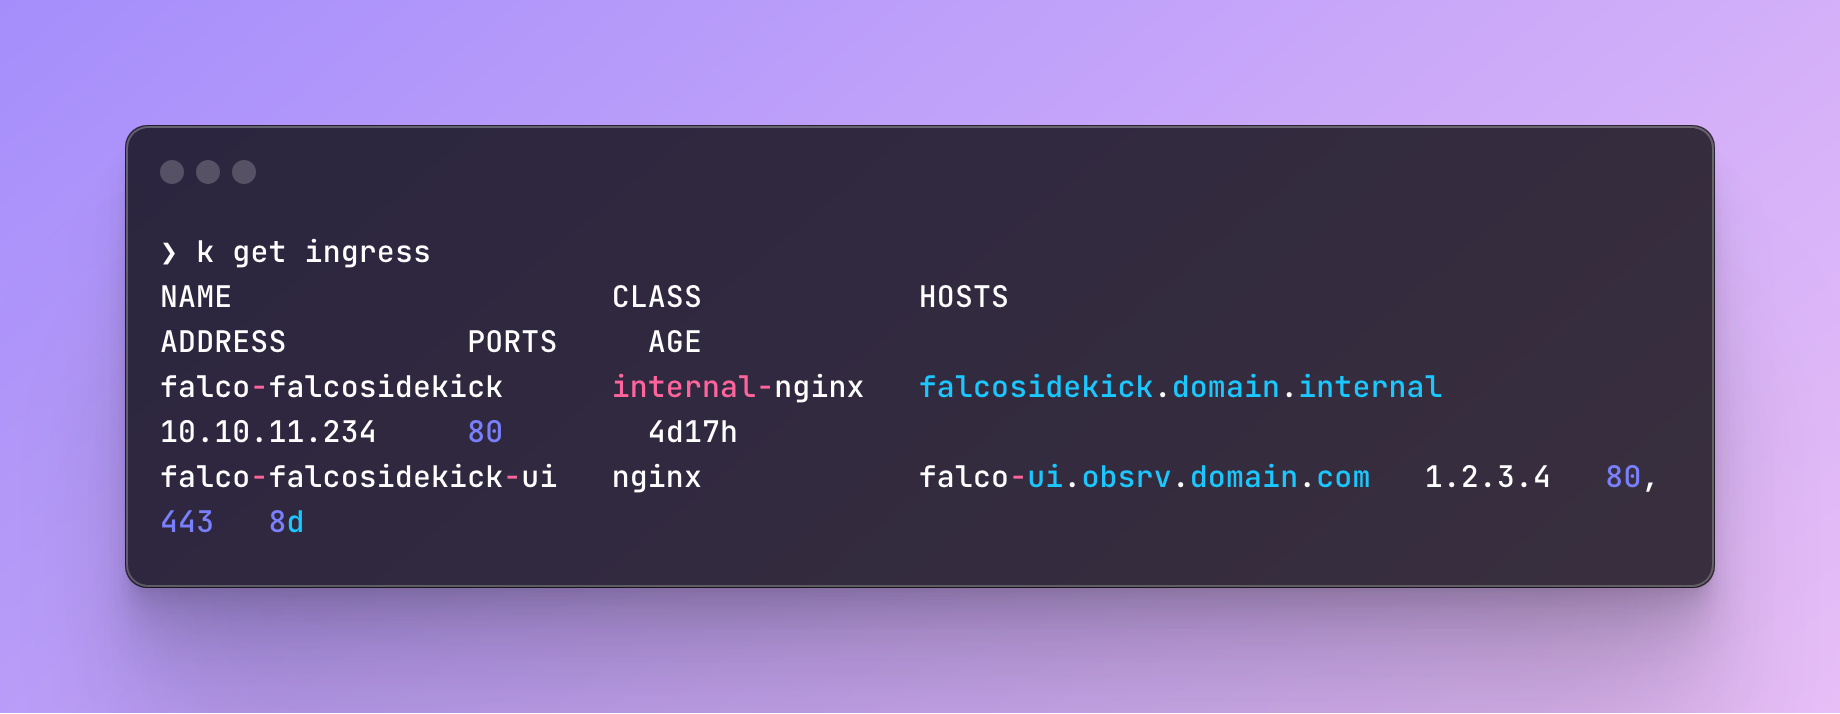 ❯ k get ingress
NAME                     CLASS            HOSTS
ADDRESS          PORTS     AGE
falco-falcosidekick      internal-nginx   falcosidekick.domain.internal
10.10.11.234     80        4d17h
falco-falcosidekick-ui   nginx            falco-ui.obsrv.domain.com   1.2.3.4   80,
443   8d